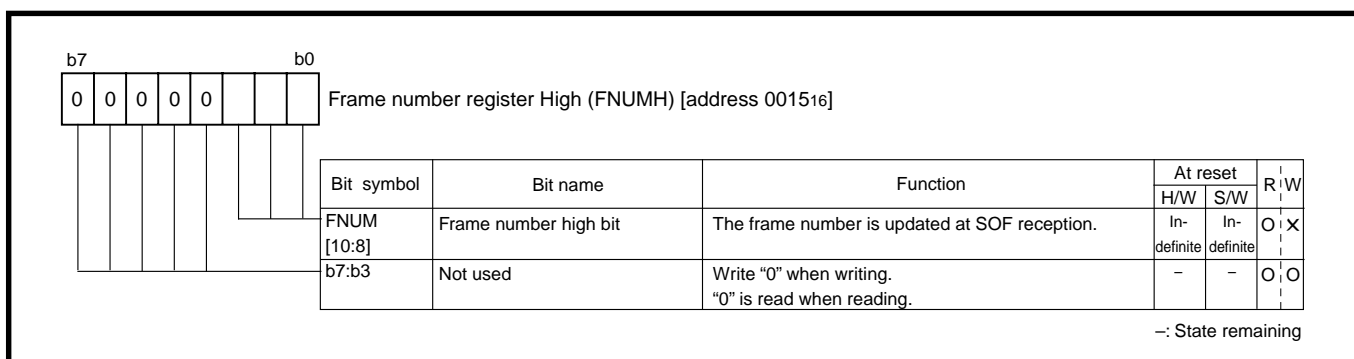 b7 b0
0 0 0 0 0 Frame number register High (FNUMH) [address 001516]
Bit symbol Bit name Function At reset R W
H/W S/W
FNUM [10:8] Frame number high bit The frame number is updated at SOF reception. In-definite In-definite O ✕
b7:b3 Not used Write “0” when writing. – – O O
“0” is read when reading.
–: State remaining